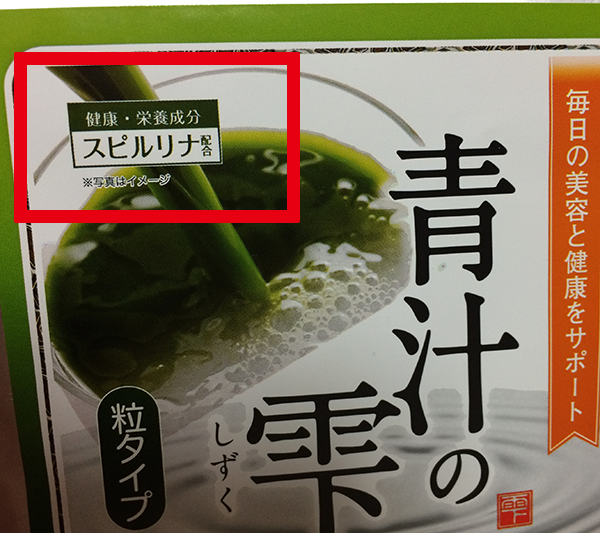 健康・栄養成分
スピルリナ配合
※写真はイメージ
青汁の
雫
しずく
粒タイプ
毎日の美容と健康をサポート
雫